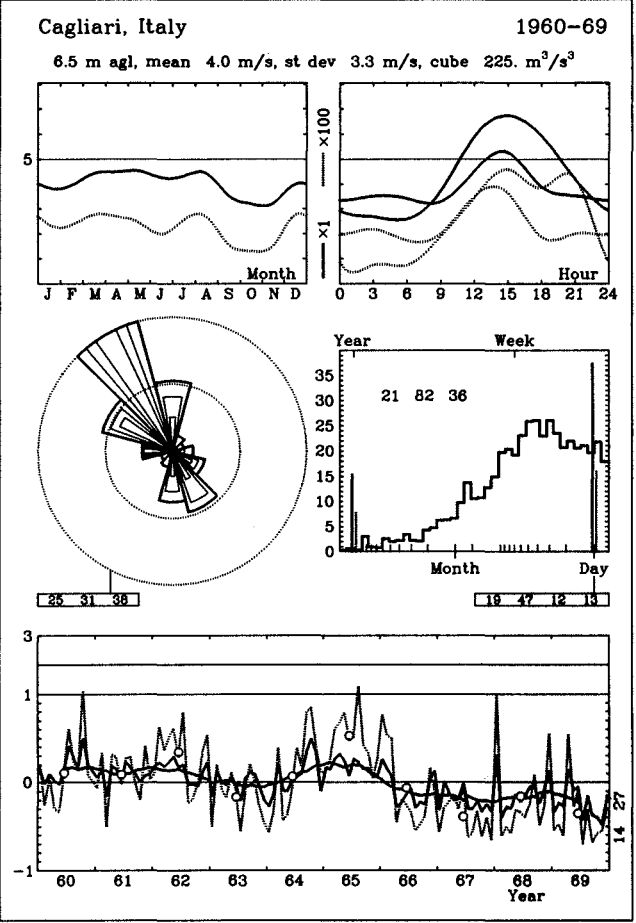 Cagliari, Italy 1960-69
6.5 m agl, mean 4.0 m/s, st dev 3.3 m/s, cube 225. m³/s³
5
×1 ×100
Month
J F M A M J J A S O N D
Hour
0 3 6 9 12 15 18 21 24
Year Week
35
30
25
20
15
10
5
0
21 82 36
Month Day
25 31 38
19 47 12 13
3
1
0
-1
14 27
60 61 62 63 64 65 66 67 68 69
Year